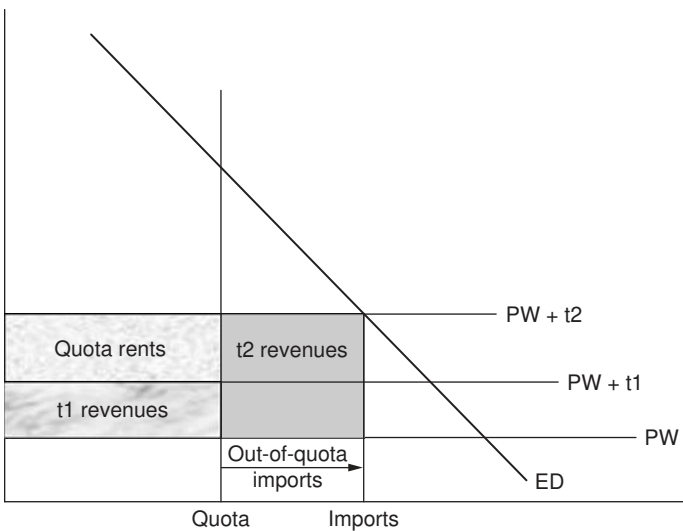 PW + t2
Quota rents
t2 revenues
PW + t1
t1 revenues
PW
Out-of-quota
imports
ED
Quota
Imports